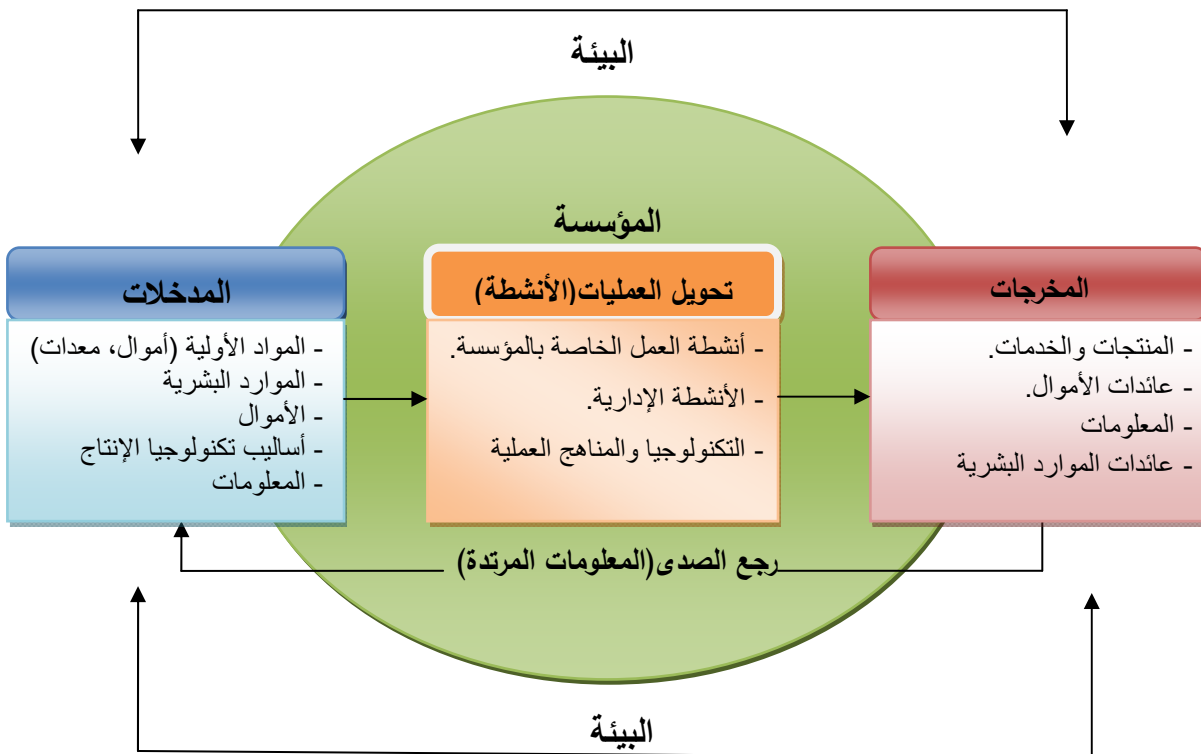 البيئة
المؤسسة
المدخلات
- المواد الأولية (أموال، معدات)
- الموارد البشرية
- الأموال
- أساليب تكنولوجيا الإنتاج
- المعلومات
تحويل العمليات(الأنشطة)
- أنشطة العمل الخاصة بالمؤسسة.
- الأنشطة الإدارية.
- التكنولوجيا والمناهج العملية
المخرجات
- المنتجات والخدمات.
- عائدات الأموال.
- المعلومات
- عائدات الموارد البشرية
رجع الصدى(المعلومات المرتدة)
البيئة